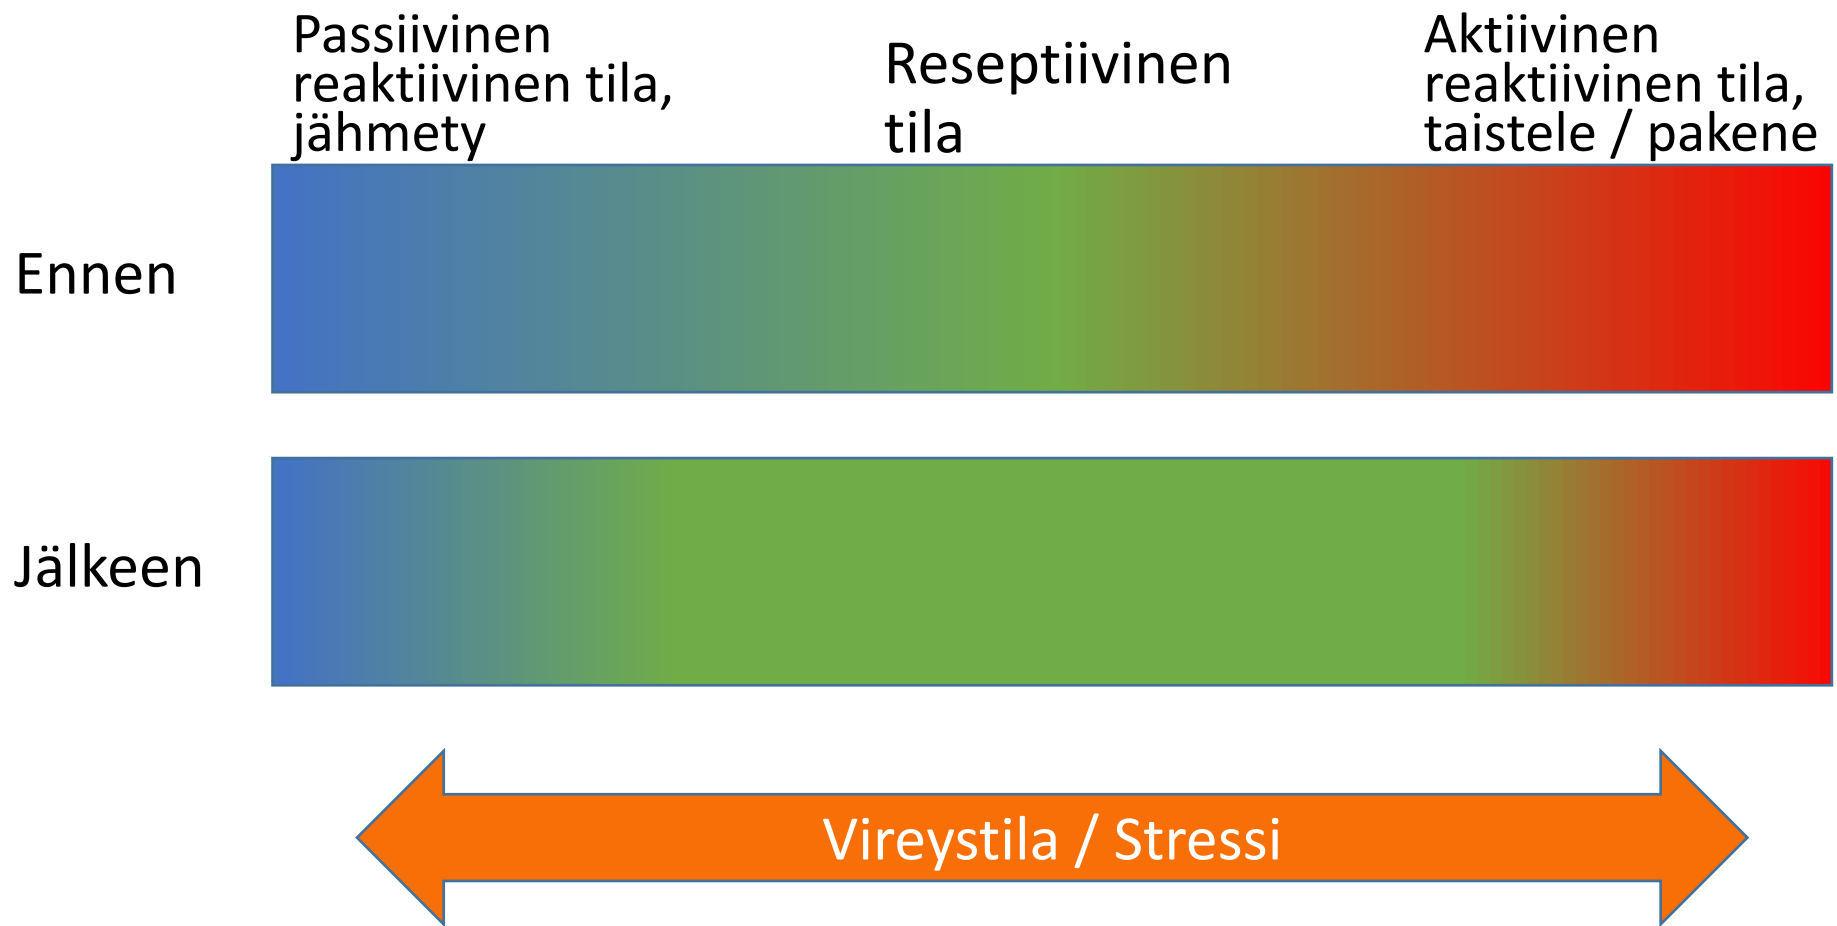 Passiivinen
reaktiivinen tila,
jähmety
Reseptiivinen
tila
Aktiivinen
reaktiivinen tila,
taistele / pakene
Ennen
Jälkeen
Vireystila / Stressi